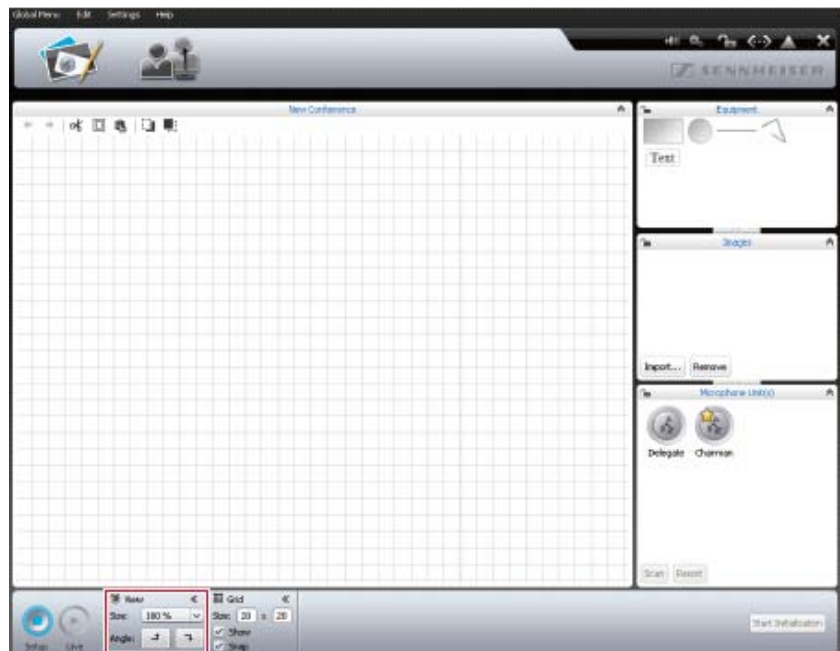 Global Menu Edit Settings Help
SENNHEISER
New Conference
Equipment
Text
Images
Import... Remove
Microphone Unit(s)
Delegate Chairman
Scan Reset
View Grid
Size: 100 % Size: 20 x 20
Angle: Show
Snap
Setup Live
Start Initialization